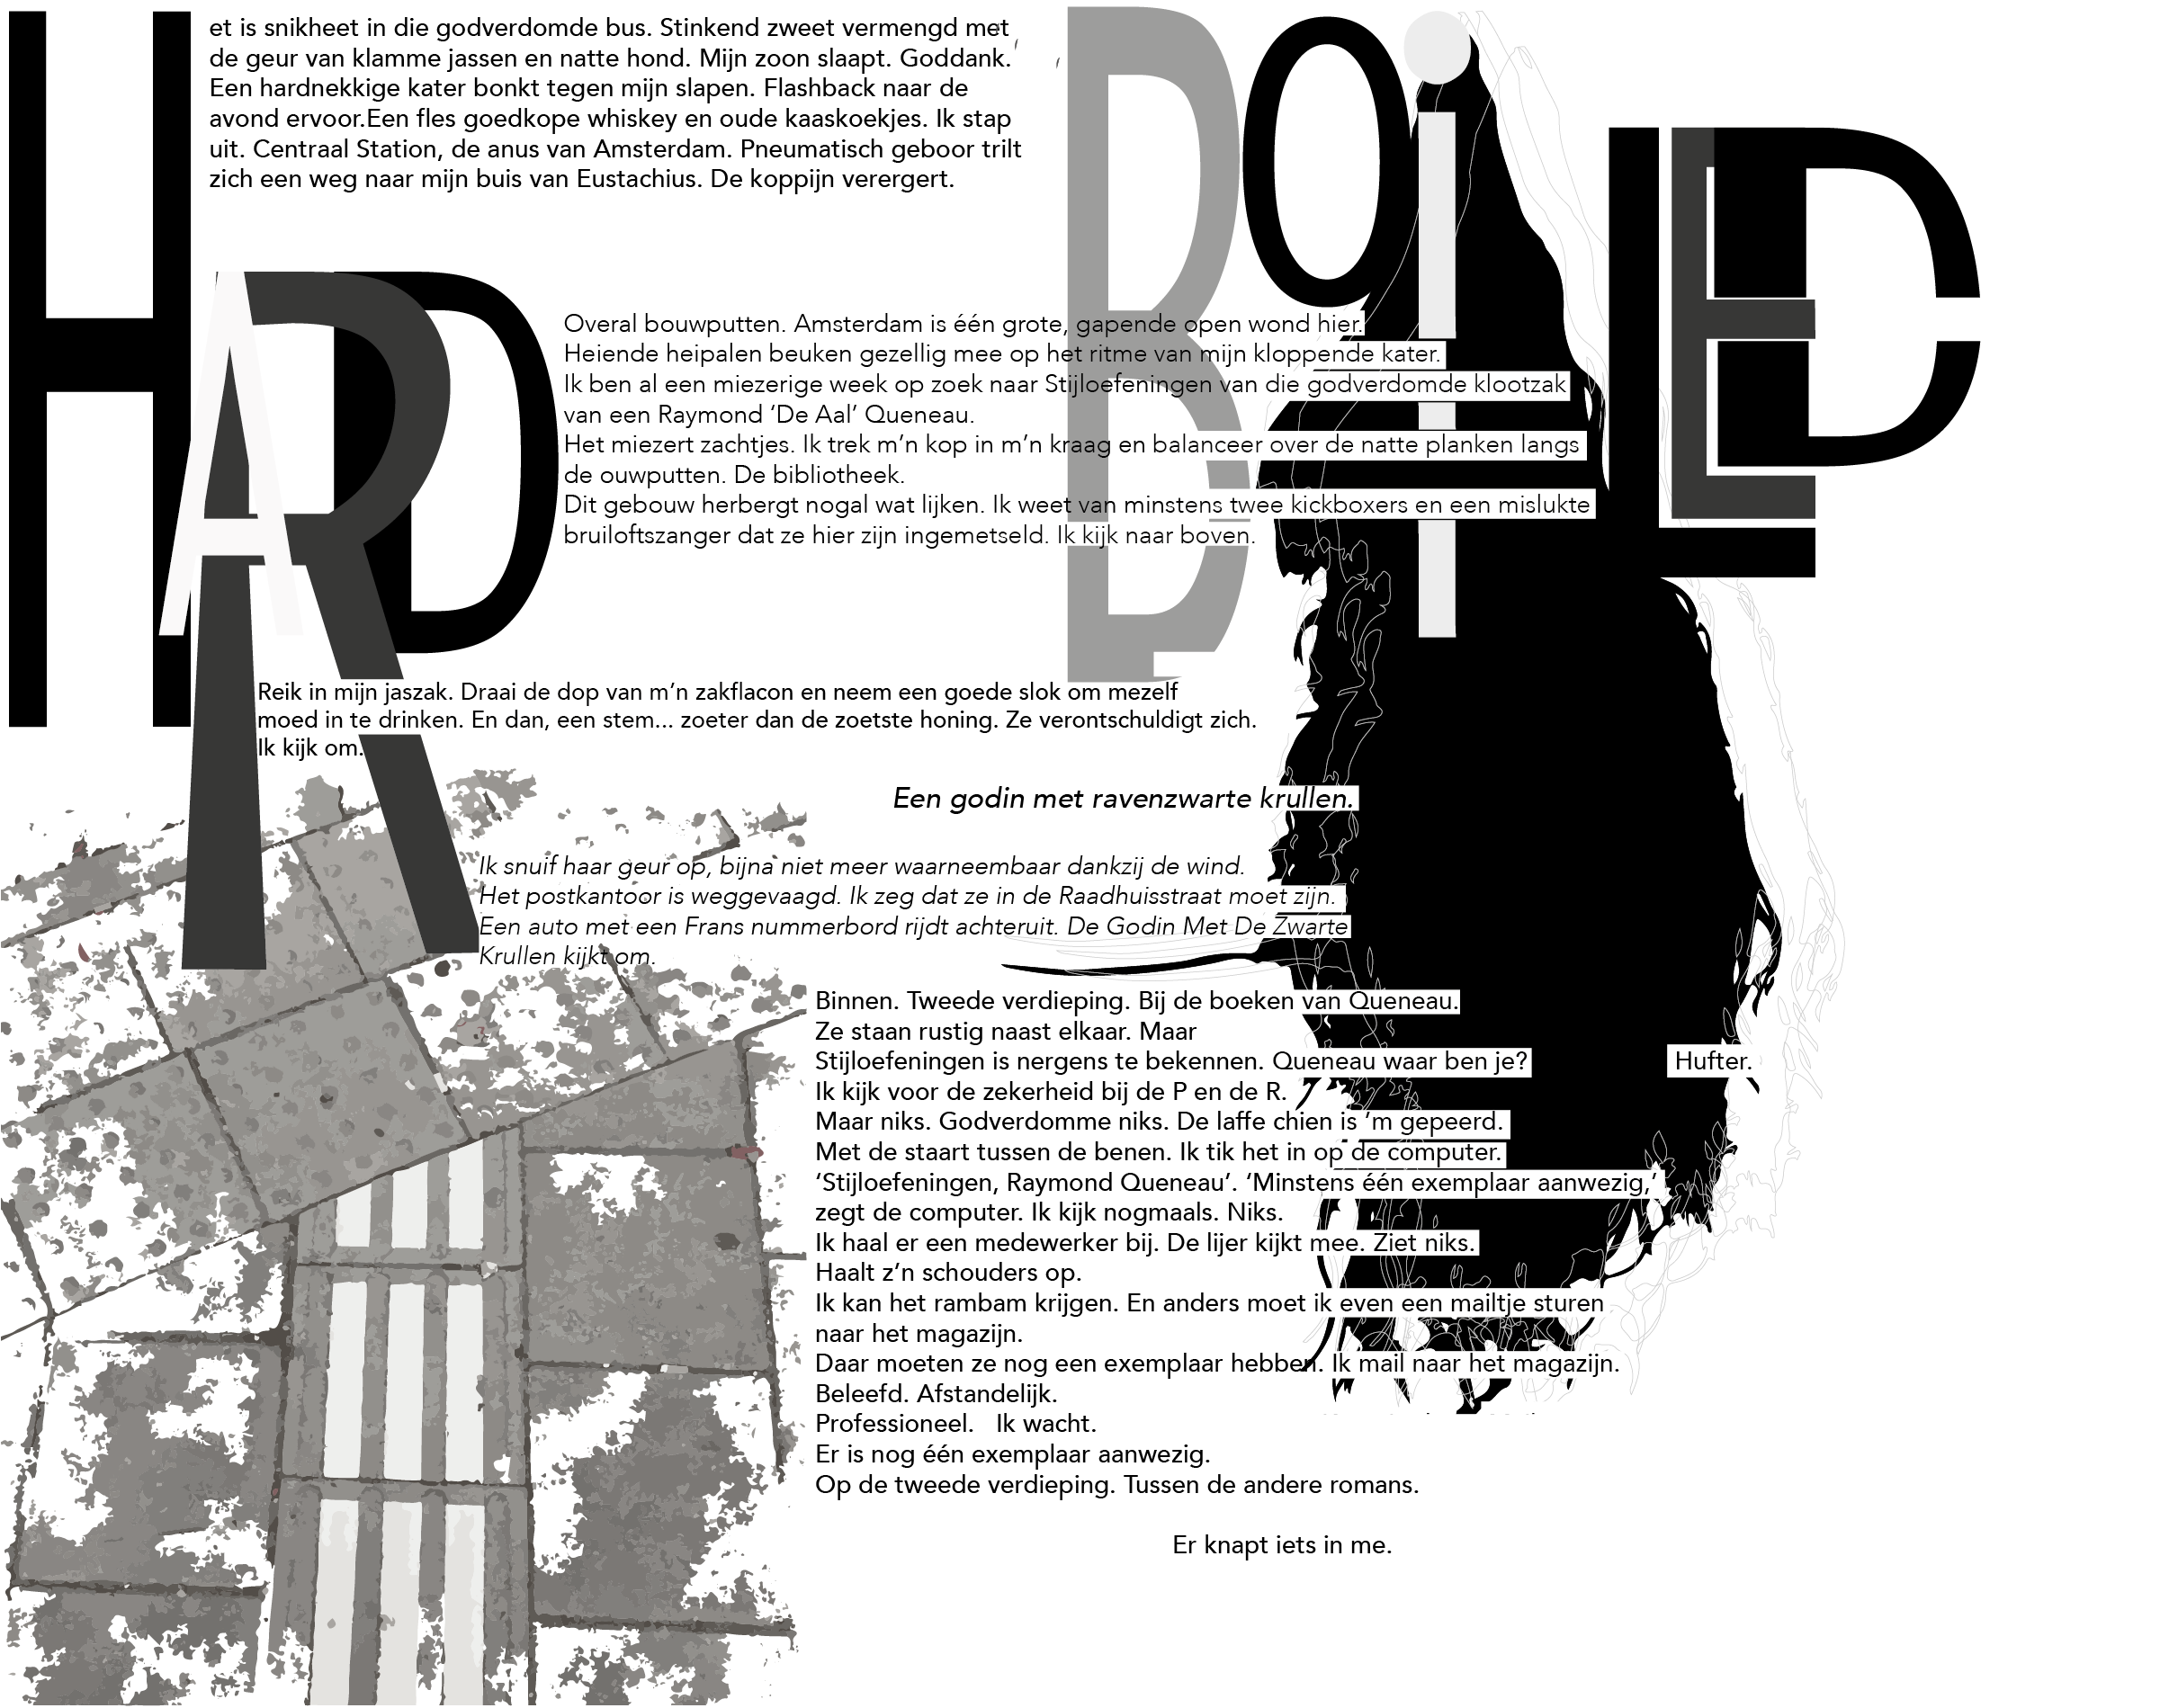 HARD
BOiLED
et is snikheet in die godverdomde bus. Stinkend zweet vermengd met
de geur van klamme jassen en natte hond. Mijn zoon slaapt. Goddank.
Een hardnekkige kater bonkt tegen mijn slapen. Flashback naar de
avond ervoor.Een fles goedkope whiskey en oude kaaskoekjes. Ik stap
uit. Centraal Station, de anus van Amsterdam. Pneumatisch geboor trilt
zich een weg naar mijn buis van Eustachius. De koppijn verergert.
Overal bouwputten. Amsterdam is één grote, gapende open wond hier.
Heiende heipalen beuken gezellig mee op het ritme van mijn kloppende kater.
Ik ben al een miezerige week op zoek naar Stijloefeningen van die godverdomde klootzak
van een Raymond ‘De Aal’ Queneau.
Het miezert zachtjes. Ik trek m’n kop in m’n kraag en balanceer over de natte planken langs
de ouwputten. De bibliotheek.
Dit gebouw herbergt nogal wat lijken. Ik weet van minstens twee kickboxers en een mislukte
bruiloftszanger dat ze hier zijn ingemetseld. Ik kijk naar boven.
Reik in mijn jaszak. Draai de dop van m’n zakflacon en neem een goede slok om mezelf
moed in te drinken. En dan, een stem... zoeter dan de zoetste honing. Ze verontschuldigt zich.
Ik kijk om.
Een godin met ravenzwarte krullen.
Ik snuif haar geur op, bijna niet meer waarneembaar dankzij de wind.
Het postkantoor is weggevaagd. Ik zeg dat ze in de Raadhuisstraat moet zijn.
Een auto met een Frans nummerbord rijdt achteruit. De Godin Met De Zwarte
Krullen kijkt om.
Binnen. Tweede verdieping. Bij de boeken van Queneau.
Ze staan rustig naast elkaar. Maar
Stijloefeningen is nergens te bekennen. Queneau waar ben je? Hufter.
Ik kijk voor de zekerheid bij de P en de R.
Maar niks. Godverdomme niks. De laffe chien is ’m gepeerd.
Met de staart tussen de benen. Ik tik het in op de computer.
‘Stijloefeningen, Raymond Queneau’. ‘Minstens één exemplaar aanwezig,’
zegt de computer. Ik kijk nogmaals. Niks.
Ik haal er een medewerker bij. De lijer kijkt mee. Ziet niks.
Haalt z’n schouders op.
Ik kan het rambam krijgen. En anders moet ik even een mailtje sturen
naar het magazijn.
Daar moeten ze nog een exemplaar hebben. Ik mail naar het magazijn.
Beleefd. Afstandelijk.
Professioneel. Ik wacht.
Er is nog één exemplaar aanwezig.
Op de tweede verdieping. Tussen de andere romans.
Er knapt iets in me.